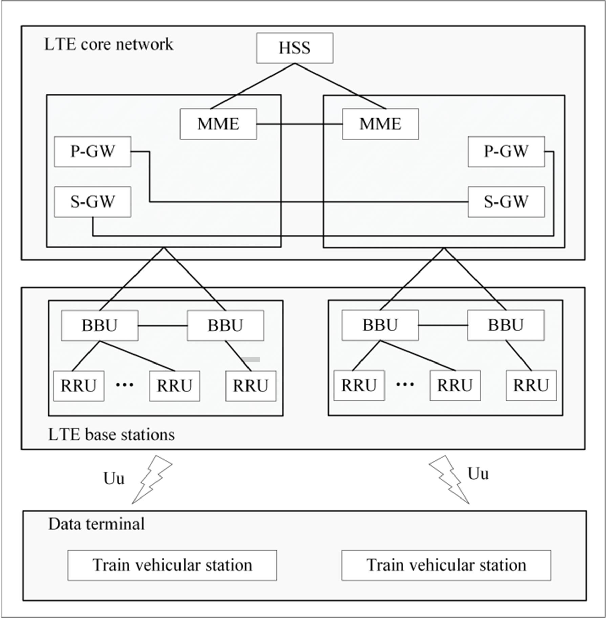 LTE core network
HSS
MME MME
P-GW P-GW
S-GW S-GW
BBU BBU BBU BBU
RRU ... RRU RRU RRU ... RRU RRU
LTE base stations
Uu Uu
Data terminal
Train vehicular station Train vehicular station